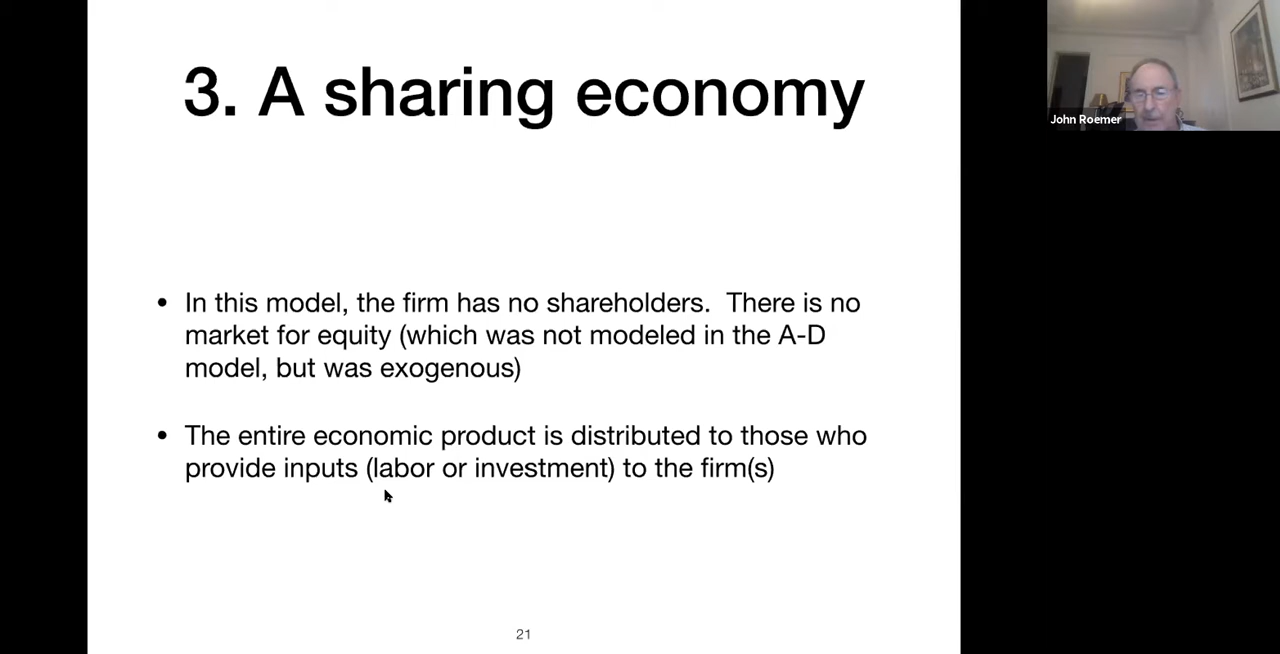 3. A sharing economy
John Roemer
• In this model, the firm has no shareholders. There is no
market for equity (which was not modeled in the A-D
model, but was exogenous)
• The entire economic product is distributed to those who
provide inputs (labor or investment) to the firm(s)
21